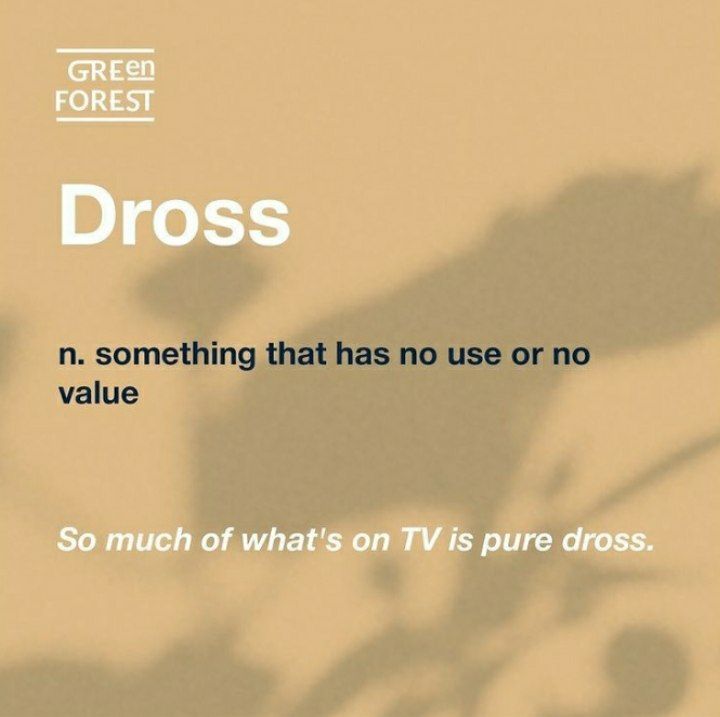 GREen
FOREST
Dross
n. something that has no use or no
value
So much of what's on TV is pure dross.